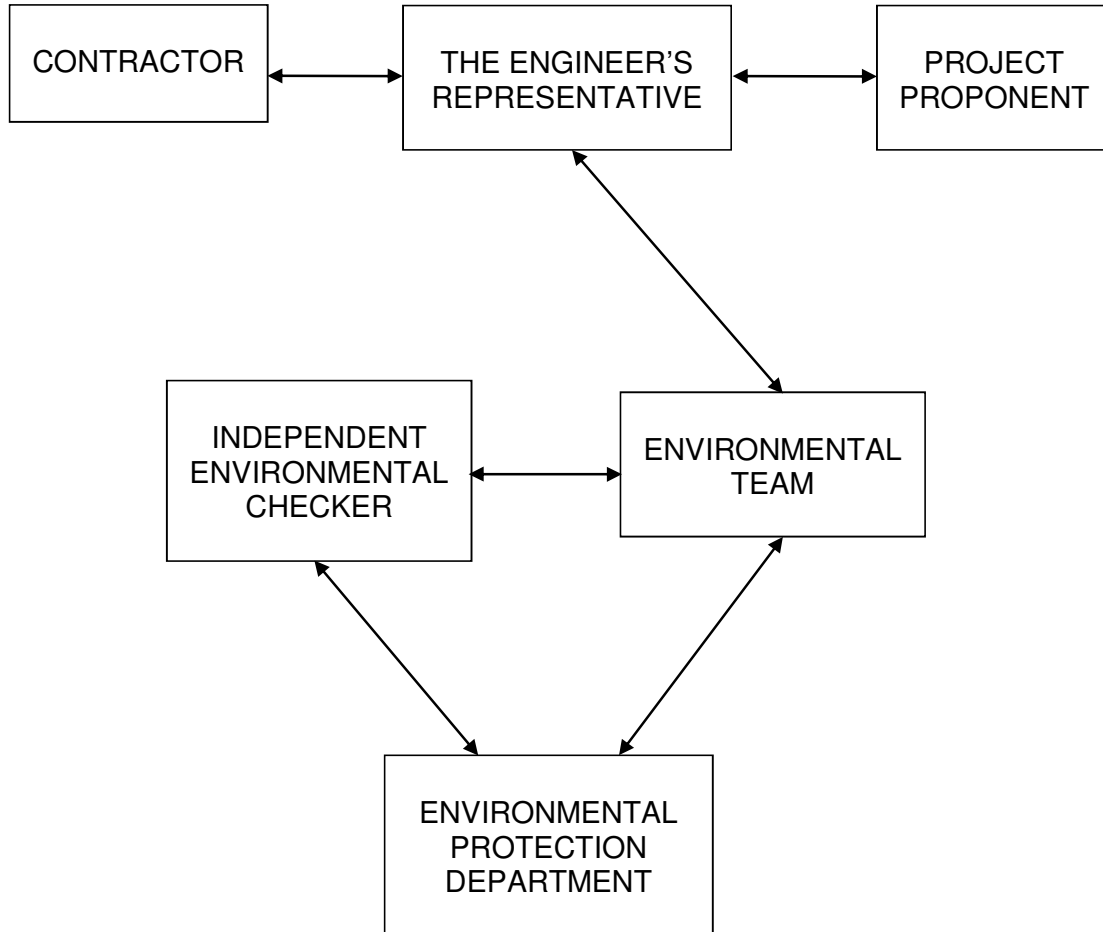 CONTRACTOR
THE ENGINEER’S
REPRESENTATIVE
PROJECT
PROPONENT
INDEPENDENT
ENVIRONMENTAL
CHECKER
ENVIRONMENTAL
TEAM
ENVIRONMENTAL
PROTECTION
DEPARTMENT